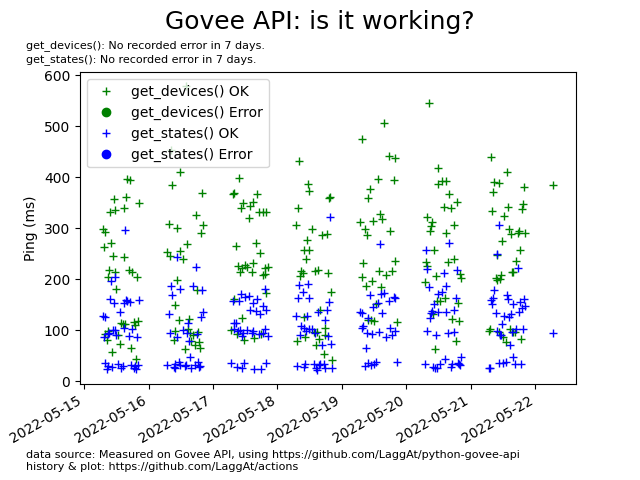 Govee API: is it working?
get_devices(): No recorded error in 7 days.
get_states(): No recorded error in 7 days.
600
500
400
300
200
100
0
Ping (ms)
get_devices() OK
get_devices() Error
get_states() OK
get_states() Error
2022-05-15
2022-05-16
2022-05-17
2022-05-18
2022-05-19
2022-05-20
2022-05-21
2022-05-22
data source: Measured on Govee API, using https://github.com/LaggAt/python-govee-api
history & plot: https://github.com/LaggAt/actions